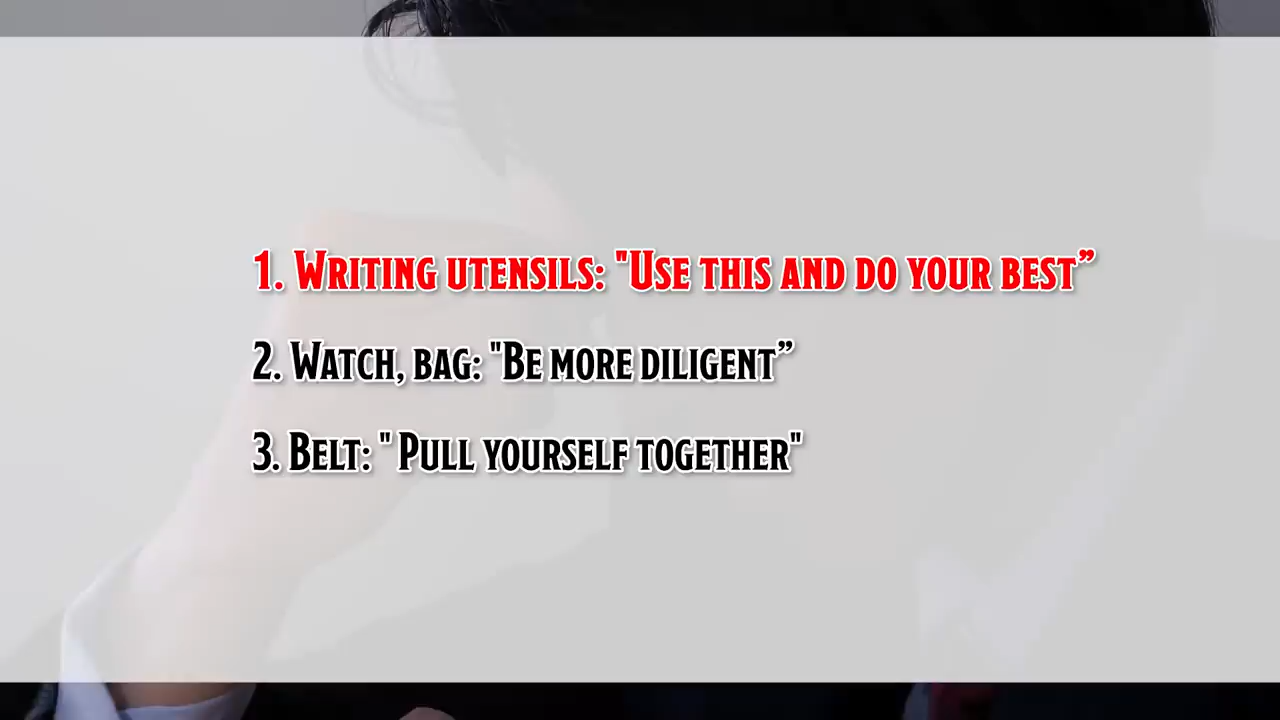 1. Writing utensils: "Use this and do your best”
2. Watch, bag: "Be more diligent”
3. Belt: " Pull yourself together"